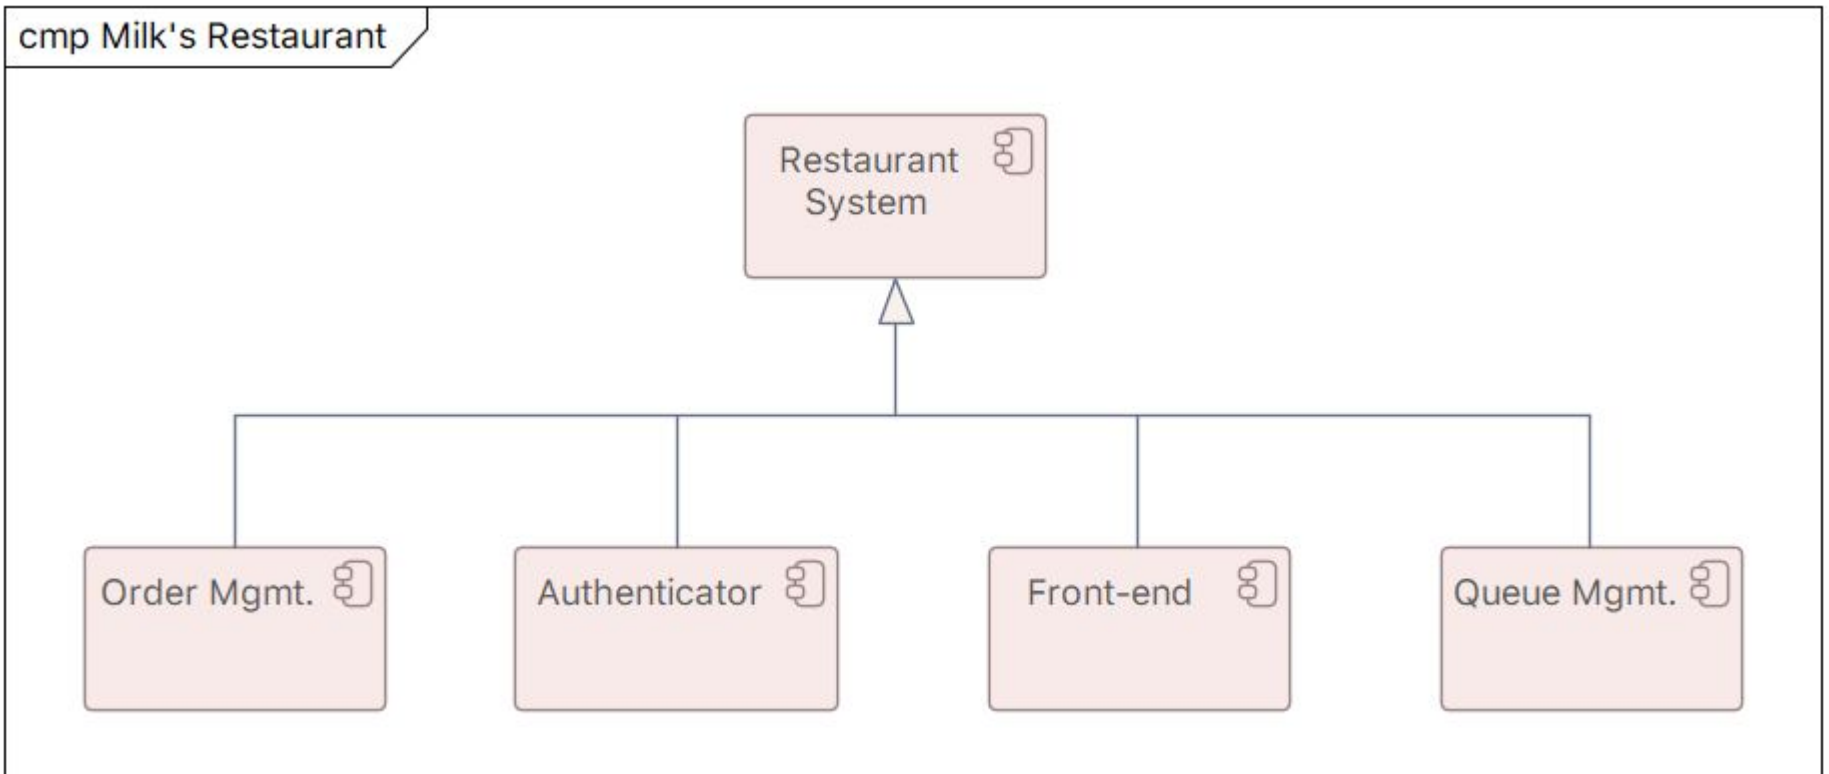 cmp Milk's Restaurant
Restaurant
System
Order Mgmt.
Authenticator
Front-end
Queue Mgmt.